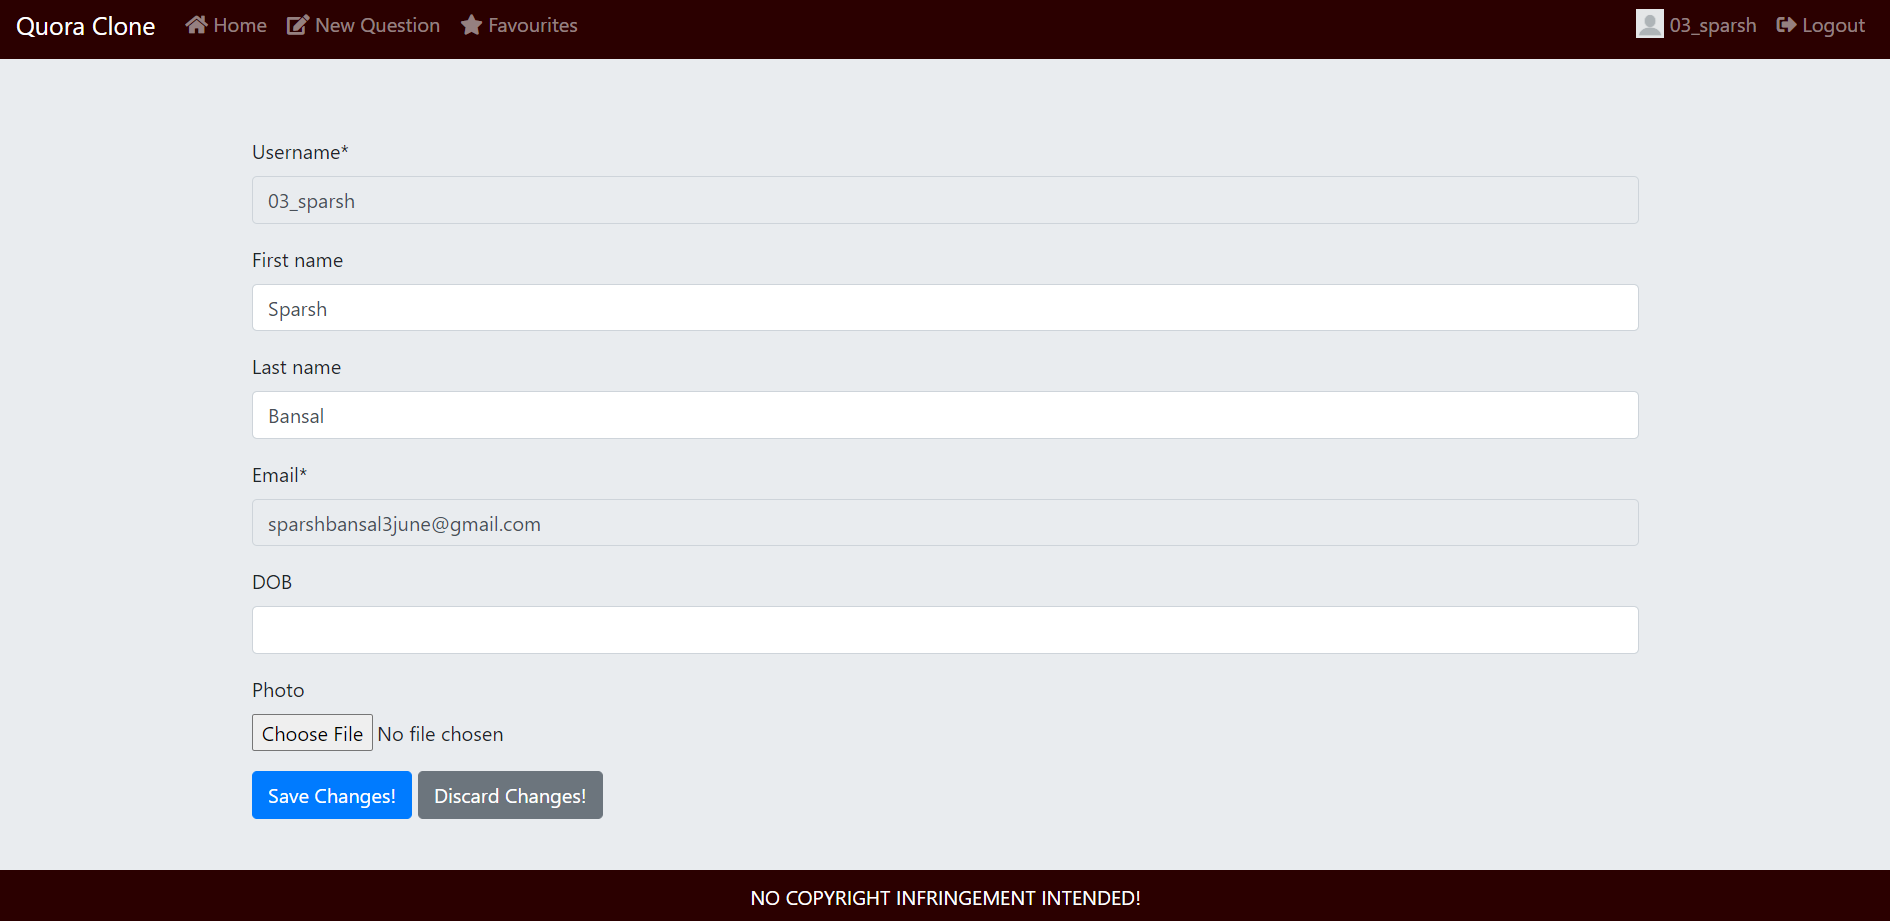 Quora Clone Home New Question Favourites 03_sparsh Logout
Username*
03_sparsh
First name
Sparsh
Last name
Bansal
Email*
sparshbansal3june@gmail.com
DOB
Photo
Choose File No file chosen
Save Changes! Discard Changes!
NO COPYRIGHT INFRINGEMENT INTENDED!